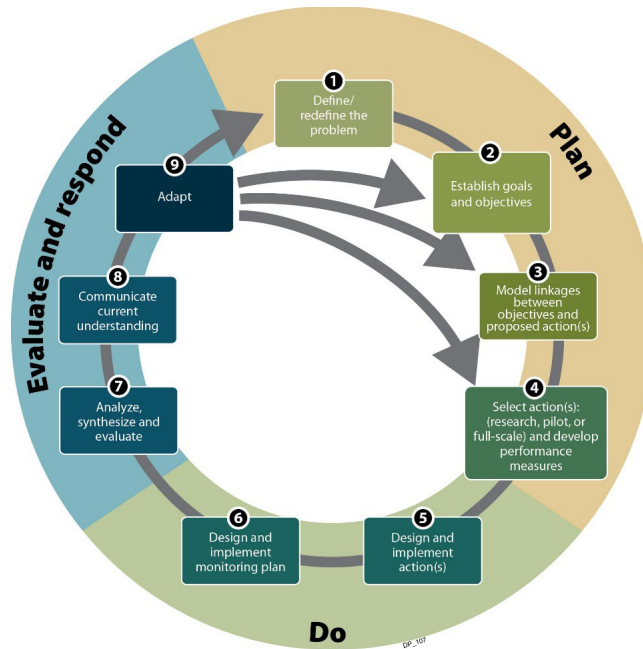 1
Define/
redefine the
problem
2
Establish goals
and objectives
3
Model linkages
between
objectives and
proposed action(s)
4
Select action(s):
(research, pilot, or
full-scale) and develop
performance
measures
5
Design and
implement
action(s)
6
Design and
implement
monitoring plan
7
Analyze,
synthesize and
evaluate
8
Communicate
current
understanding
9
Adapt
Plan
Do
Evaluate and respond
DP_107